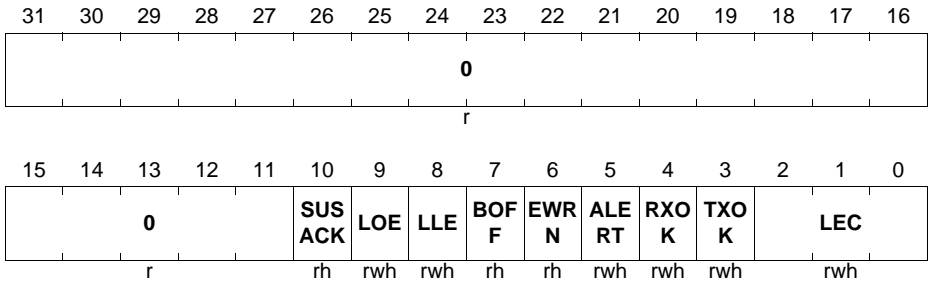 31 30 29 28 27 26 25 24 23 22 21 20 19 18 17 16
0
r
15 14 13 12 11 10 9 8 7 6 5 4 3 2 1 0
0 SUS ACK LOE LLE BOF F EWR N ALE RT RXO K TXO K LEC
r rh rwh rwh rh rh rwh rwh rwh rwh